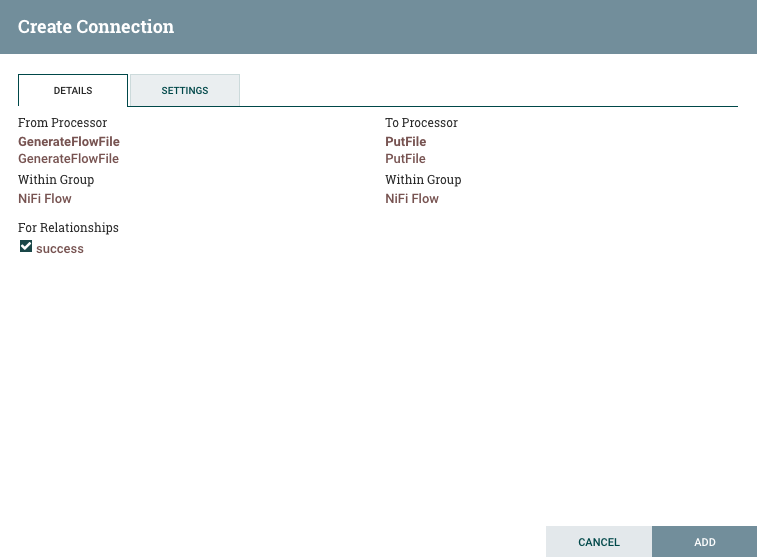 Create Connection
DETAILS
SETTINGS
From Processor
GenerateFlowFile
GenerateFlowFile
Within Group
NiFi Flow
For Relationships
success
To Processor
PutFile
PutFile
Within Group
NiFi Flow
CANCEL
ADD